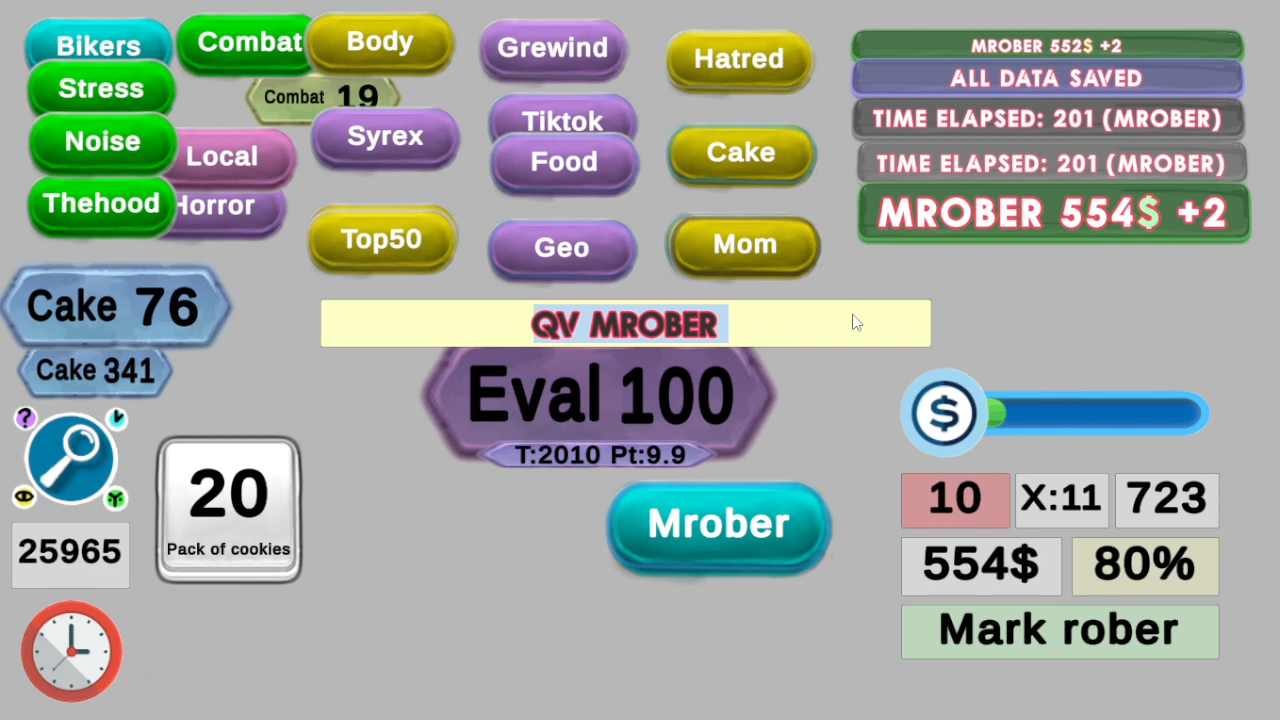 Bikers
Combat
Body
Grewind
Hatred
Stress
Combat 19
Noise
Local
Syrex
Tiktok
Food
Cake
Thehood
Horror
Top50
Geo
Mom
MROBER 552$ +2
ALL DATA SAVED
TIME ELAPSED: 201 (MROBER)
TIME ELAPSED: 201 (MROBER)
MROBER 554$ +2
Cake 76
Cake 341
QV MROBER
Eval 100
T:2010 Pt:9.9
?
$
20
Pack of cookies
25965
Mrober
10
X:11
723
554$
80%
Mark rober